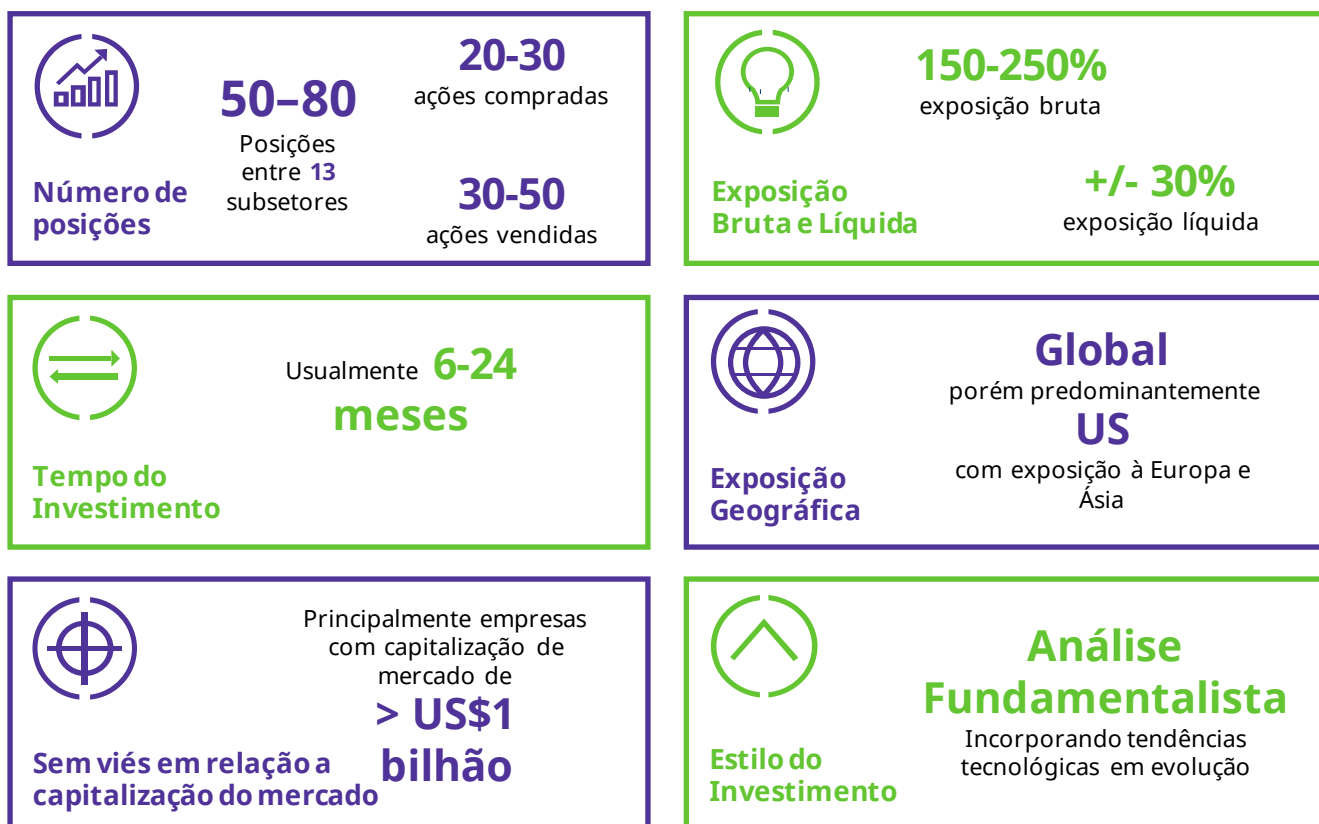 Número de
posições
50–80
Posições
entre 13
subsetores
20-30
ações compradas
30-50
ações vendidas
Exposição
Bruta e Líquida
150-250%
exposição bruta
+/- 30%
exposição líquida
Tempo do
Investimento
Usualmente 6-24
meses
Exposição
Geográfica
Global
porém predominantemente
US
com exposição à Europa e
Ásia
Sem viés em relação a
capitalização do mercado
Principalmente empresas
com capitalização de
mercado de
> US$1
bilhão
Estilo do
Investimento
Análise
Fundamentalista
Incorporando tendências
tecnológicas em evolução